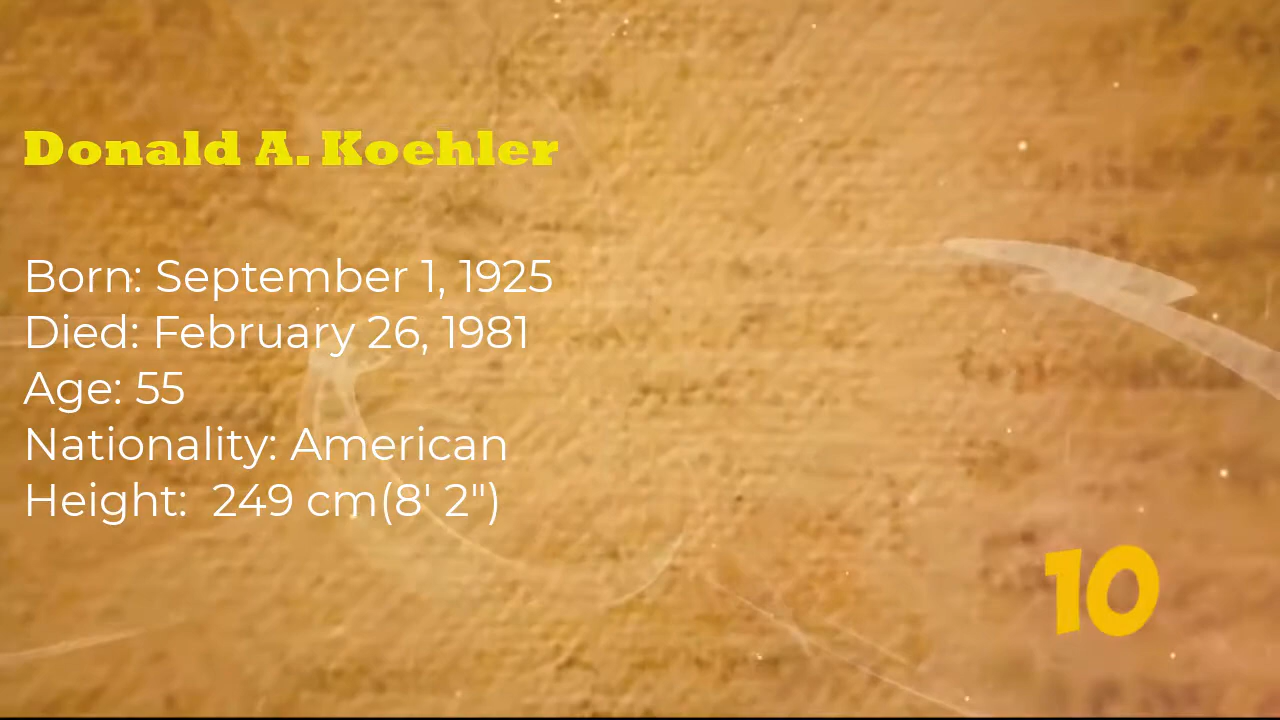 Donald A. Koehler
Born: September 1, 1925
Died: February 26, 1981
Age: 55
Nationality: American
Height:  249 cm(8' 2")
10